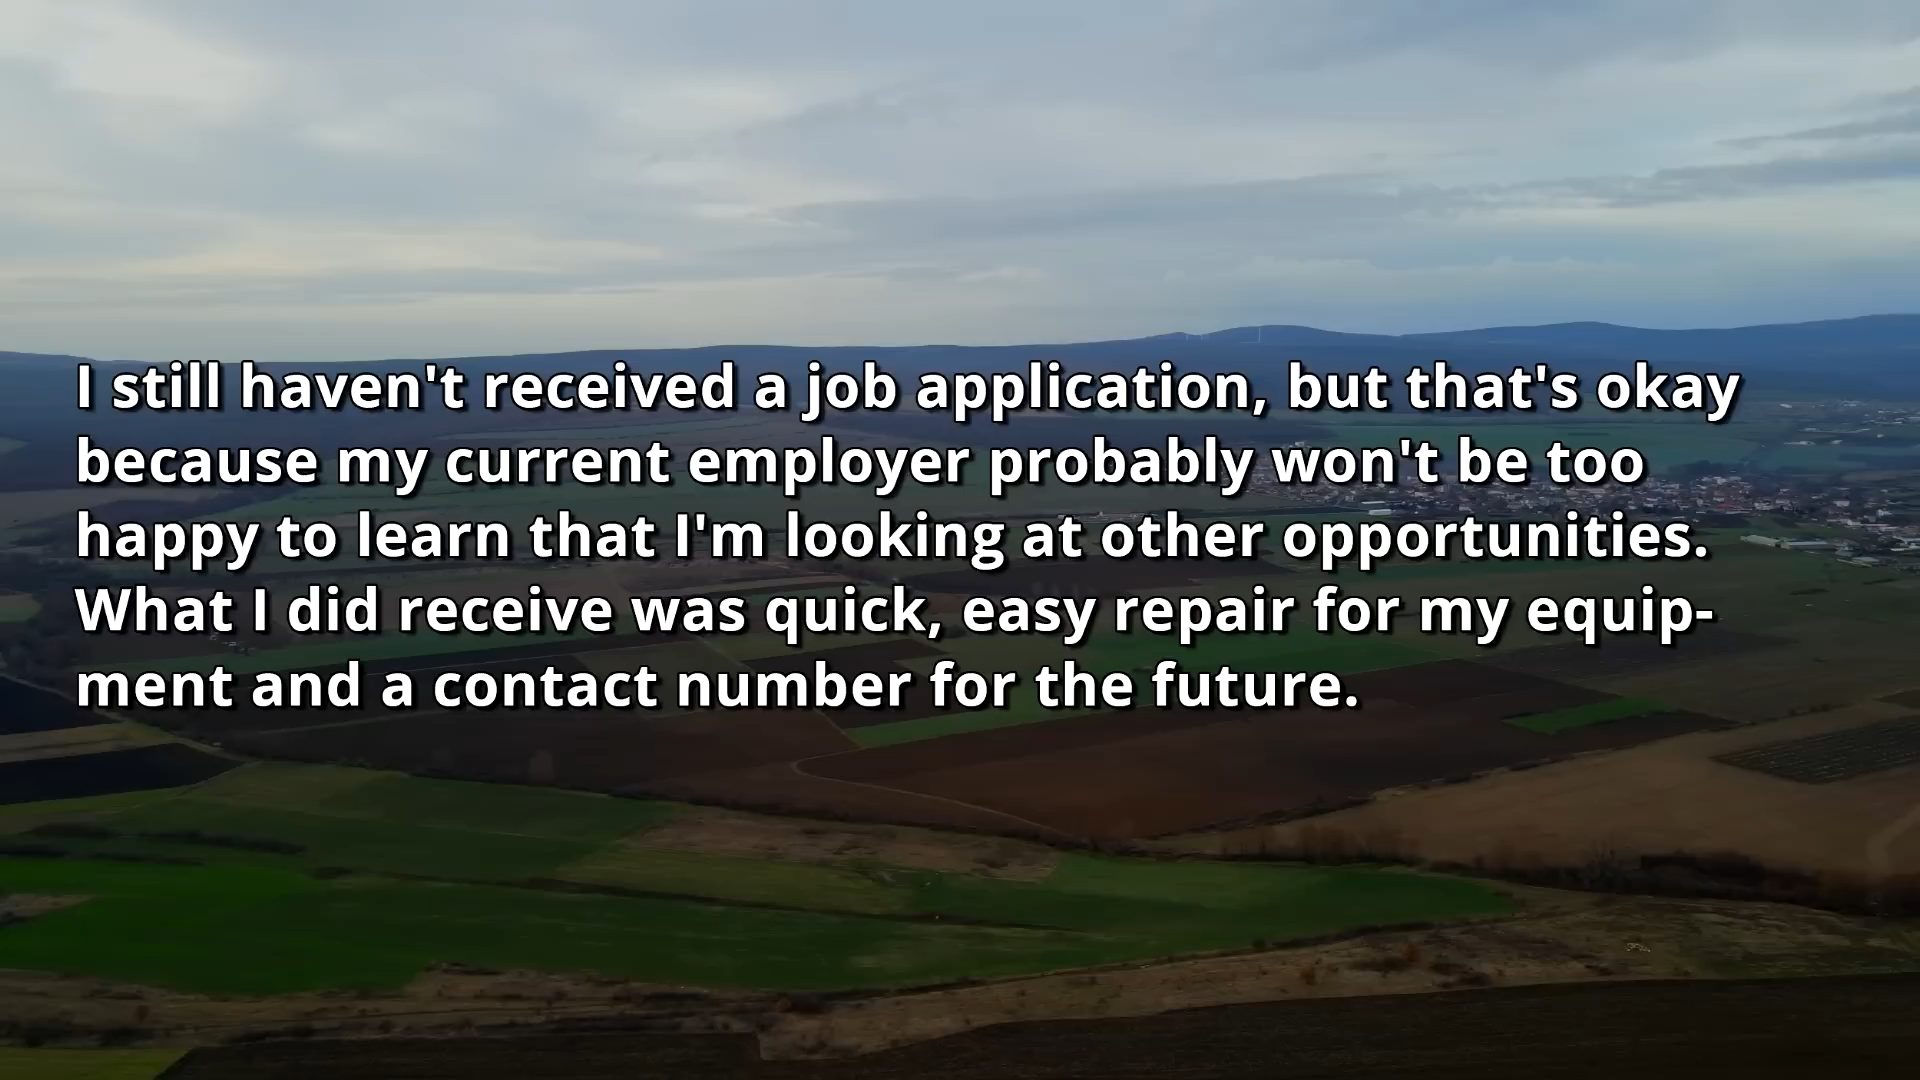 I still haven't received a job application, but that's okay
because my current employer probably won't be too
happy to learn that I'm looking at other opportunities.
What I did receive was quick, easy repair for my equip-
ment and a contact number for the future.